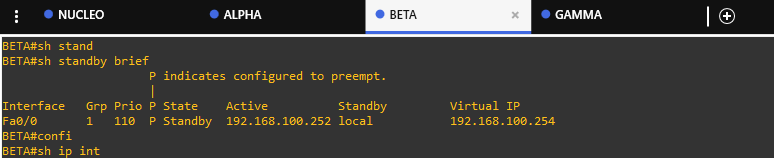 NUCLEO ALPHA BETA × GAMMA
BETA#sh stand
BETA#sh standby brief
                     P indicates configured to preempt.
                     |
Interface   Grp Prio P State    Active          Standby         Virtual IP
Fa0/0       1   110  P Standby  192.168.100.252 local           192.168.100.254
BETA#confi
BETA#sh ip int